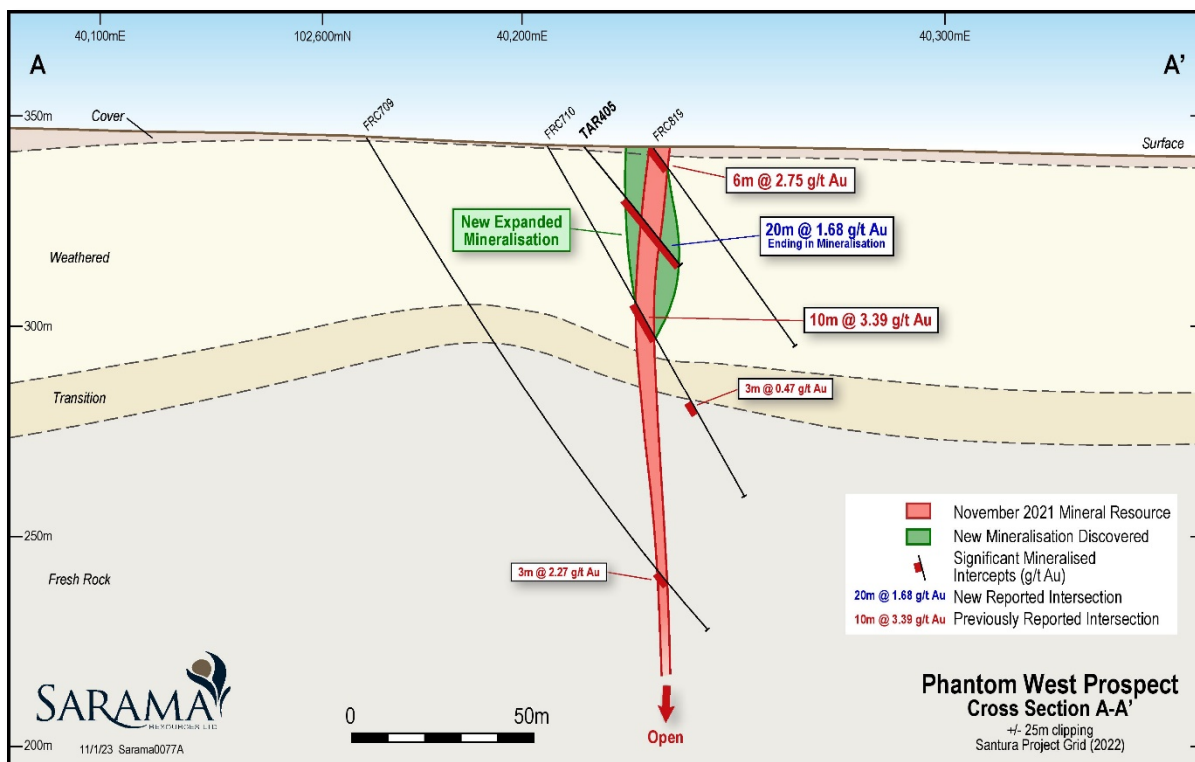 40,100mE
102,600mN
40,200mE
40,300mE
A
A'
350m
Cover
FRC709
FRC710
TAR405
FRC819
Surface
6m @ 2.75 g/t Au
New Expanded
Mineralisation
20m @ 1.68 g/t Au
Ending in Mineralisation
Weathered
300m
10m @ 3.39 g/t Au
3m @ 0.47 g/t Au
Transition
250m
3m @ 2.27 g/t Au
Fresh Rock
November 2021 Mineral Resource
New Mineralisation Discovered
Significant Mineralised
Intercepts (g/t Au)
20m @ 1.68 g/t Au New Reported Intersection
10m @ 3.39 g/t Au Previously Reported Intersection
SARAMA
RESOURCES LTD
11/1/23 Sarama0077A
0
50m
Open
Phantom West Prospect
Cross Section A-A'
+/- 25m clipping
Santura Project Grid (2022)
200m